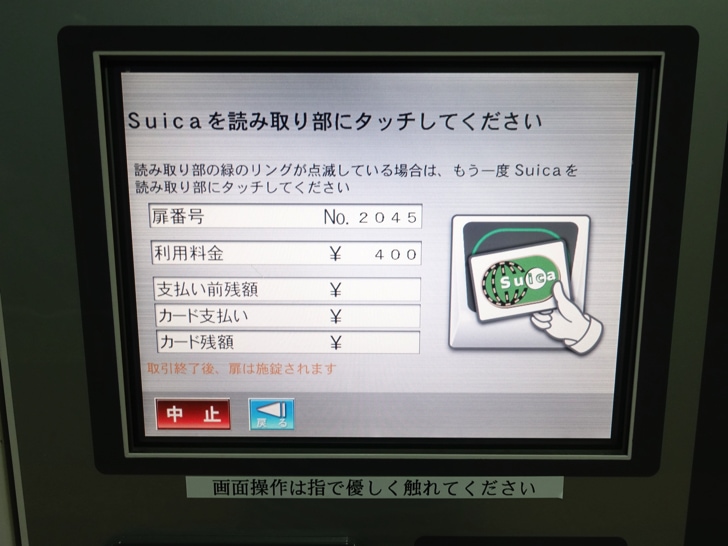 Suicaを読み取り部にタッチしてください
読み取り部の緑のリングが点滅している場合は、もう一度Suicaを
読み取り部にタッチしてください
扉番号 No. 2045
利用料金 ¥ 400
支払い前残額 ¥
カード支払い ¥
カード残額 ¥
Suica
取引終了後、扉は施錠されます
中止
戻る
画面操作は指で優しく触れてください